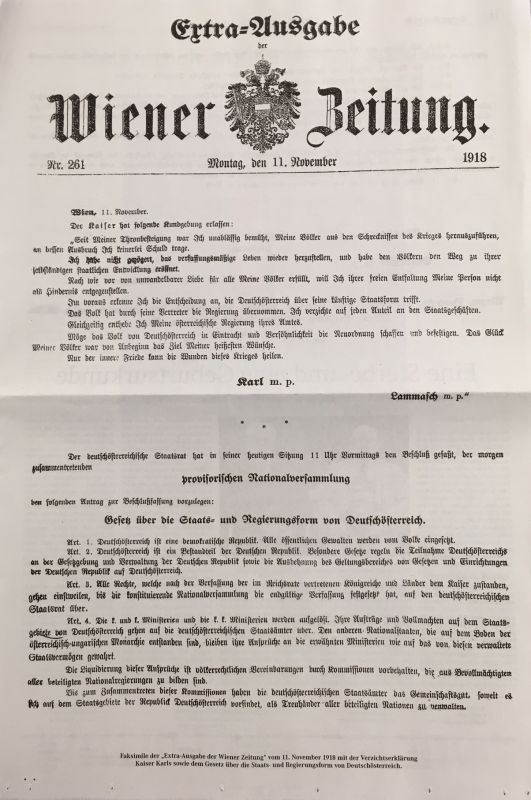 Extra-Ausgabe
der
Wiener Zeitung.
Nr. 261 Montag, den 11. November 1918
Wien, 11. November.
Der Kaiser hat folgende Kundgebung erlassen:
„Seit Meiner Thronbesteigung war Ich unablässig bemüht, Meine Völker aus den Schrecknissen des Krieges herauszuführen,
an dessen Ausbruch Ich keinerlei Schuld trage.
Ich habe nicht gezögert, das verfassungsmäßige Leben wieder herzustellen, und habe den Völkern den Weg zu ihrer
selbständigen staatlichen Entwicklung eröffnet.
Nach wie vor von unwandelbarer Liebe für alle Meine Völker erfüllt, will Ich ihrer freien Entfaltung Meine Person nicht
als Hindernis entgegenstellen.
Im voraus erkenne Ich die Entscheidung an, die Deutschösterreich über seine künftige Staatsform trifft.
Das Volk hat durch seine Vertreter die Regierung übernommen. Ich verzichte auf jeden Anteil an den Staatsgeschäften.
Gleichzeitig enthebe Ich Meine österreichische Regierung ihres Amtes.
Möge das Volk von Deutschösterreich in Eintracht und Versöhnlichkeit die Neuordnung schaffen und befestigen. Das Glück
Meiner Völker war von Anbeginn das Ziel Meiner heißesten Wünsche.
Nur der innere Friede kann die Wunden dieses Krieges heilen.
Karl m. p.
Lammasch m. p."
* * *
Der deutschösterreichische Staatsrat hat in seiner heutigen Sitzung 11 Uhr Vormittags den Beschluß gefaßt, der morgen
zusammentretenden
provisorischen Nationalversammlung
den folgenden Antrag zur Beschlußfassung vorzulegen:
Gesetz über die Staats- und Regierungsform von Deutschösterreich.
Art. 1. Deutschösterreich ist eine demokratische Republik. Alle öffentlichen Gewalten werden vom Volke eingesetzt.
Art. 2. Deutschösterreich ist ein Bestandteil der Deutschen Republik. Besondere Gesetze regeln die Teilnahme Deutschösterreichs
an der Gesetzgebung und Verwaltung der Deutschen Republik sowie die Ausdehnung des Geltungsbereiches von Gesetzen und Einrichtungen
der Deutschen Republik auf Deutschösterreich.
Art. 3. Alle Rechte, welche nach der Verfassung der im Reichsrate vertretenen Königreiche und Länder dem Kaiser zustanden,
gehen einstweilen, bis die konstituierende Nationalversammlung die endgültige Verfassung festgesetzt hat, auf den deutschösterreichischen
Staatsrat über.
Art. 4. Die k. und k. Ministerien und die k. k. Ministerien werden aufgelöst. Ihre Aufträge und Vollmachten auf dem Staats-
gebiete von Deutschösterreich gehen auf die deutschösterreichischen Staatsämter über. Den anderen Nationalstaaten, die auf dem Boden der
österreichisch-ungarischen Monarchie entstanden sind, bleiben ihre Ansprüche an die erwähnten Ministerien wie auf das von diesen verwaltete
Staatsvermögen gewahrt.
Die Liquidierung dieser Ansprüche ist völkerrechtlichen Vereinbarungen durch Kommissionen vorbehalten, die aus Bevollmächtigten
aller beteiligten Nationalregierungen zu bilden sind.
Bis zum Zusammentreten dieser Kommissionen haben die deutschösterreichischen Staatsämter das Gemeinschaftsgut, soweit es
sich auf dem Staatsgebiete der Republik Deutschösterreich vorfindet, als Treuhänder aller beteiligten Nationen zu verwalten.
Faksimile der „Extra-Ausgabe der Wiener Zeitung" vom 11. November 1918 mit der Verzichtserklärung
Kaiser Karls sowie dem Gesetz über die Staats- und Regierungsform von Deutschösterreich.